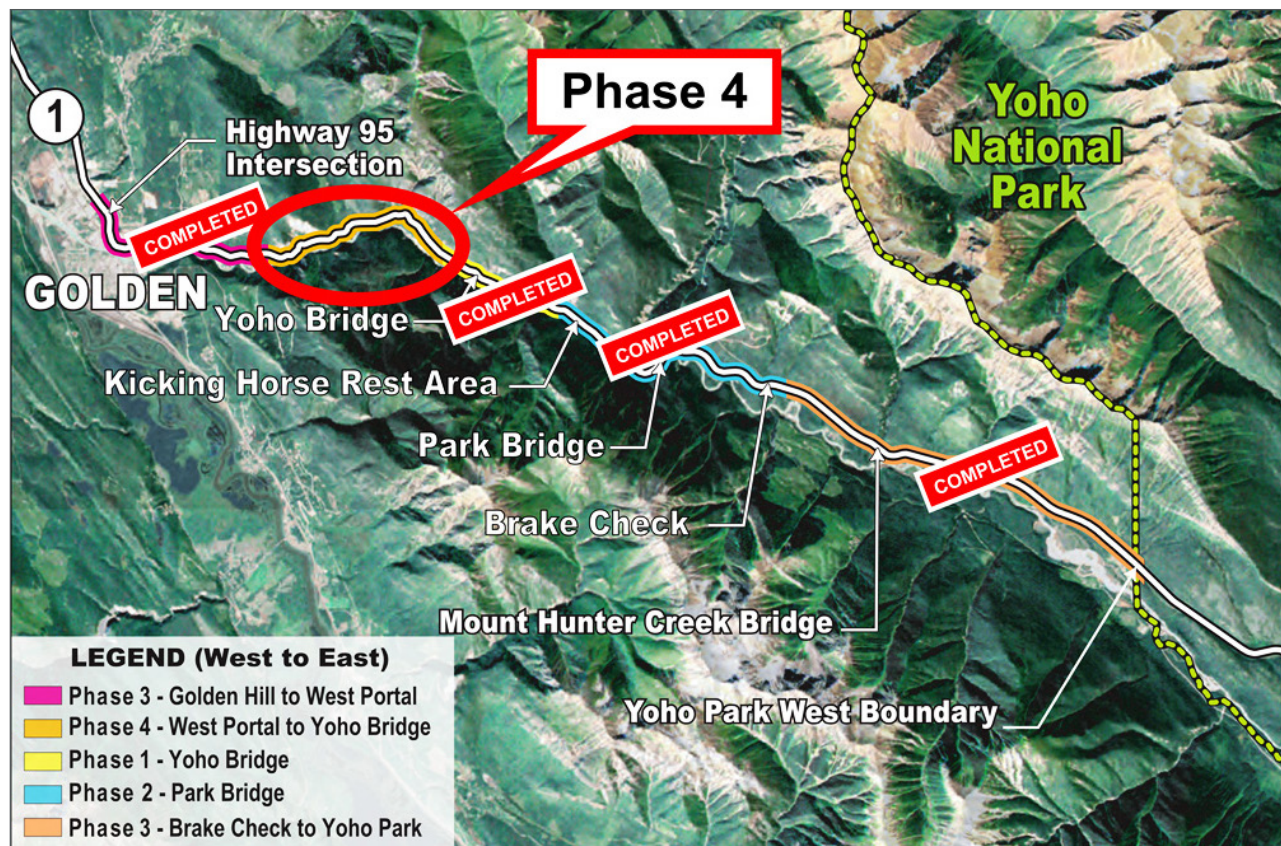 Phase 4
1
Highway 95
Intersection
Yoho
National
Park
COMPLETED
GOLDEN
Yoho Bridge
COMPLETED
Kicking Horse Rest Area
COMPLETED
Park Bridge
COMPLETED
Brake Check
Mount Hunter Creek Bridge
Yoho Park West Boundary
LEGEND (West to East)
Phase 3 - Golden Hill to West Portal
Phase 4 - West Portal to Yoho Bridge
Phase 1 - Yoho Bridge
Phase 2 - Park Bridge
Phase 3 - Brake Check to Yoho Park